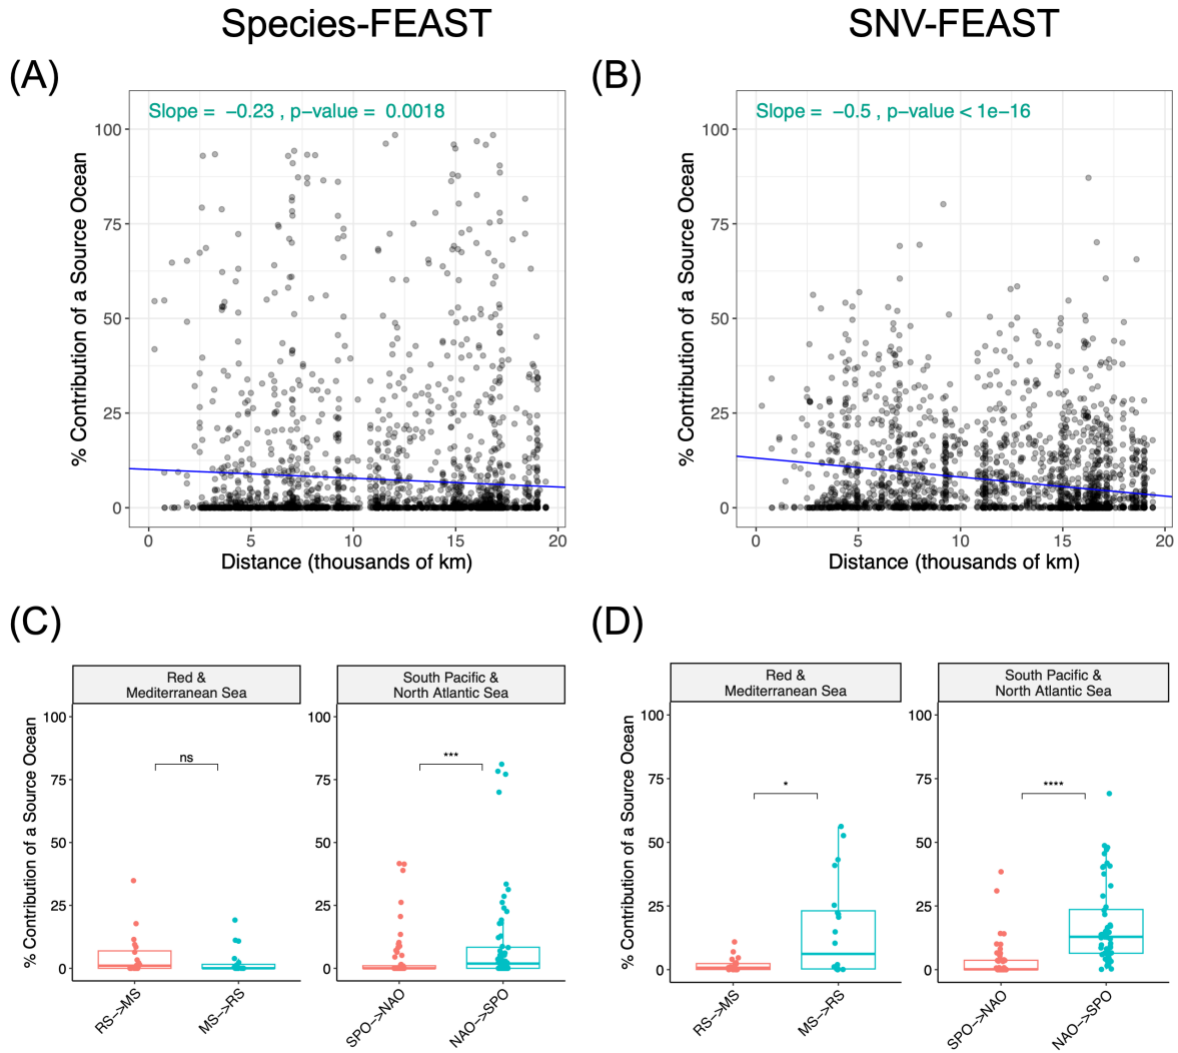 Species-FEAST
SNV-FEAST
(A)
(B)
Slope = −0.23 , p−value = 0.0018
Slope = −0.5 , p−value < 1e−16
% Contribution of a Source Ocean
100
75
50
25
0
0 5 10 15 20
Distance (thousands of km)
% Contribution of a Source Ocean
100
75
50
25
0
0 5 10 15 20
Distance (thousands of km)
(C)
(D)
Red &
Mediterranean Sea
South Pacific &
North Atlantic Sea
% Contribution of a Source Ocean
100
75
50
25
0
ns
RS−>MS
MS−>RS
100
75
50
25
0
***
SPO−>NAO
NAO−>SPO
Red &
Mediterranean Sea
South Pacific &
North Atlantic Sea
% Contribution of a Source Ocean
100
75
50
25
0
*
RS−>MS
MS−>RS
100
75
50
25
0
****
SPO−>NAO
NAO−>SPO